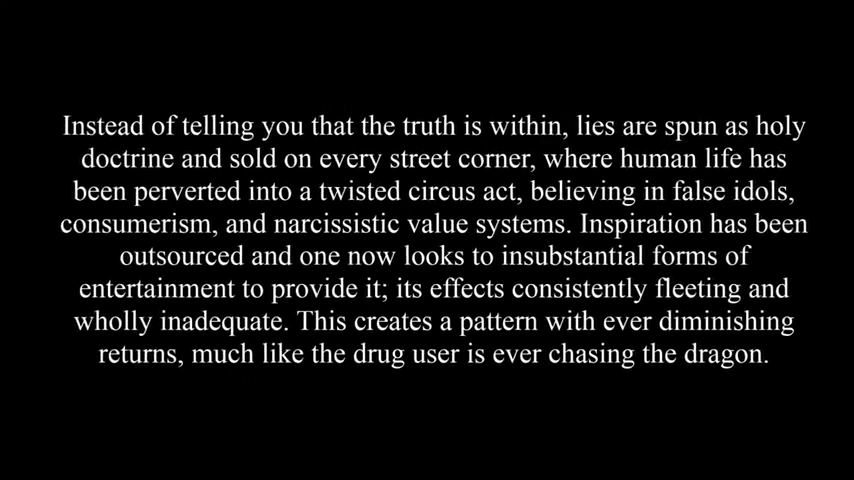 Instead of telling you that the truth is within, lies are spun as holy
doctrine and sold on every street corner, where human life has
been perverted into a twisted circus act, believing in false idols,
consumerism, and narcissistic value systems. Inspiration has been
outsourced and one now looks to insubstantial forms of
entertainment to provide it; its effects consistently fleeting and
wholly inadequate. This creates a pattern with ever diminishing
returns, much like the drug user is ever chasing the dragon.